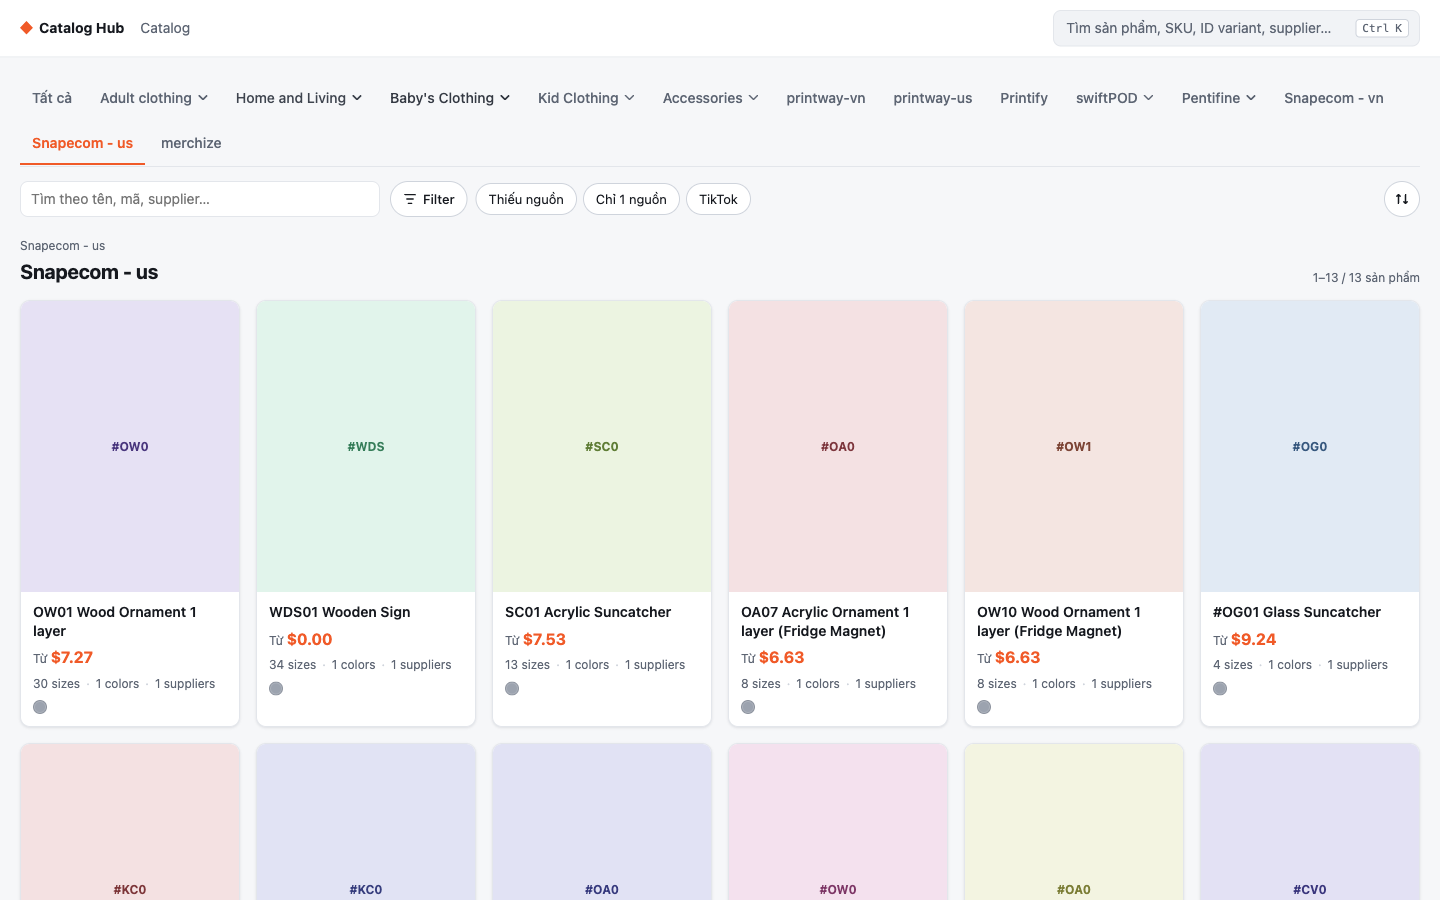 Catalog Hub
Catalog
Tìm sản phẩm, SKU, ID variant, supplier...
Ctrl K
Tất cả
Adult clothing
Home and Living
Baby's Clothing
Kid Clothing
Accessories
printway-vn
printway-us
Printify
swiftPOD
Pentifine
Snapecom - vn
Snapecom - us
merchize
Tìm theo tên, mã, supplier...
Filter
Thiếu nguồn
Chỉ 1 nguồn
TikTok
Snapecom - us
Snapecom - us
1–13 / 13 sản phẩm
#OW0
OW01 Wood Ornament 1
layer
Từ $7.27
30 sizes · 1 colors · 1 suppliers
#WDS
WDS01 Wooden Sign
Từ $0.00
34 sizes · 1 colors · 1 suppliers
#SC0
SC01 Acrylic Suncatcher
Từ $7.53
13 sizes · 1 colors · 1 suppliers
#OA0
OA07 Acrylic Ornament 1
layer (Fridge Magnet)
Từ $6.63
8 sizes · 1 colors · 1 suppliers
#OW1
OW10 Wood Ornament 1
layer (Fridge Magnet)
Từ $6.63
8 sizes · 1 colors · 1 suppliers
#OG0
#OG01 Glass Suncatcher
Từ $9.24
4 sizes · 1 colors · 1 suppliers
#KC0
#KC0
#OA0
#OW0
#OA0
#CV0